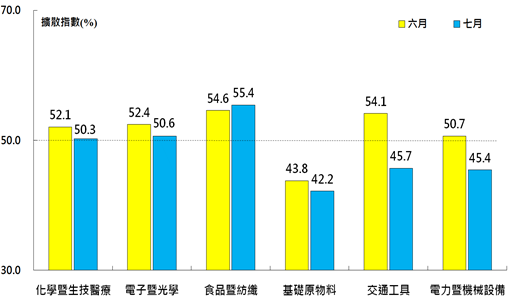 70.0
擴散指數(%)
六月
七月
52.1
50.3
52.4
50.6
54.6
55.4
43.8
42.2
54.1
45.7
50.7
45.4
50.0
30.0
化學暨生技醫療
電子暨光學
食品暨紡織
基礎原物料
交通工具
電力暨機械設備